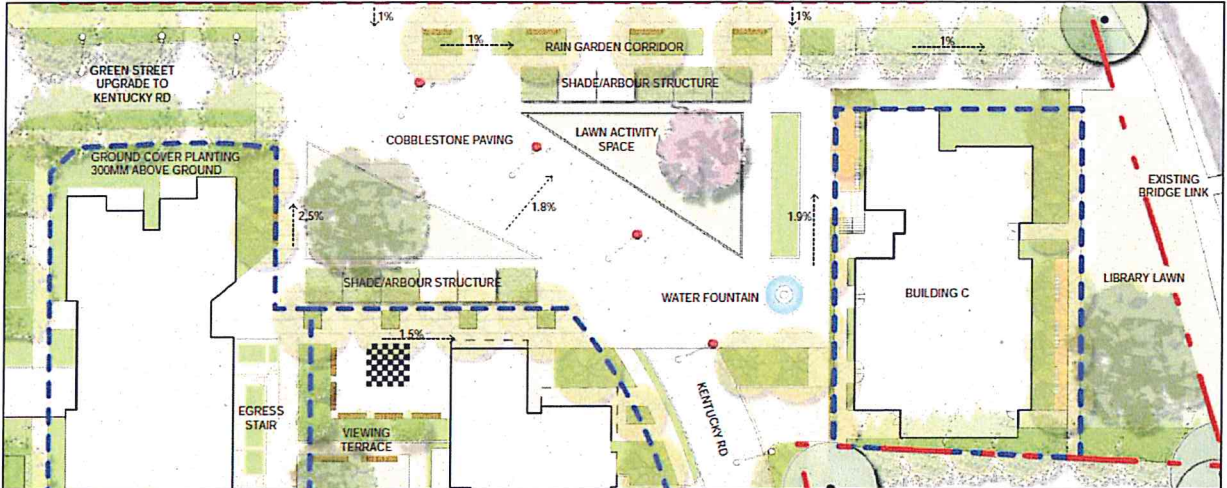 1%
1%
1%
RAIN GARDEN CORRIDOR
1%
GREEN STREET
UPGRADE TO
KENTUCKY RD
SHADE/ARBOUR STRUCTURE
COBBLESTONE PAVING
LAWN ACTIVITY
SPACE
GROUND COVER PLANTING
300MM ABOVE GROUND
EXISTING
BRIDGE LINK
2.5%
1.8%
1.9%
SHADE/ARBOUR STRUCTURE
WATER FOUNTAIN
BUILDING C
LIBRARY LAWN
1.5%
KENTUCKY RD
EGRESS
STAIR
VIEWING
TERRACE